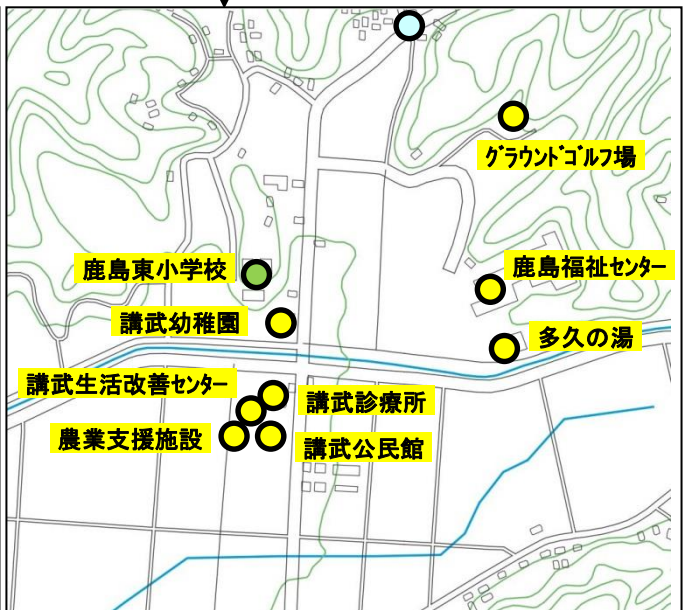 グラウンドゴルフ場
鹿島東小学校
鹿島福祉センター
講武幼稚園
多久の湯
講武生活改善センター
講武診療所
農業支援施設
講武公民館